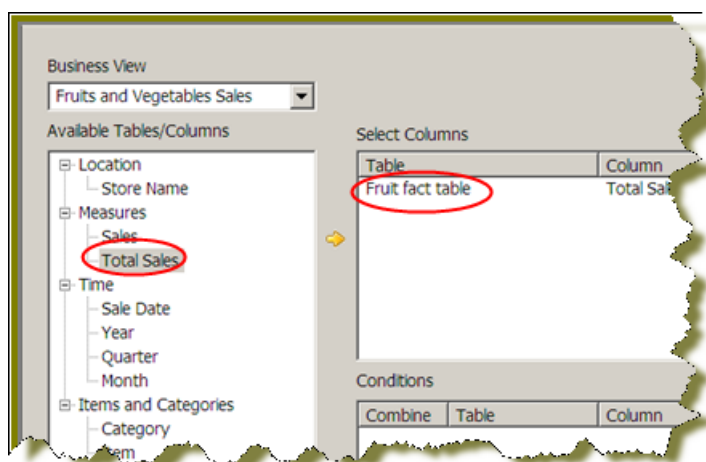 Business View
Fruits and Vegetables Sales
Available Tables/Columns
Location
Store Name
Measures
Sales
Total Sales
Time
Sale Date
Year
Quarter
Month
Items and Categories
Category
Select Columns
Table Column
Fruit fact table Total
Conditions
Combine Table Column